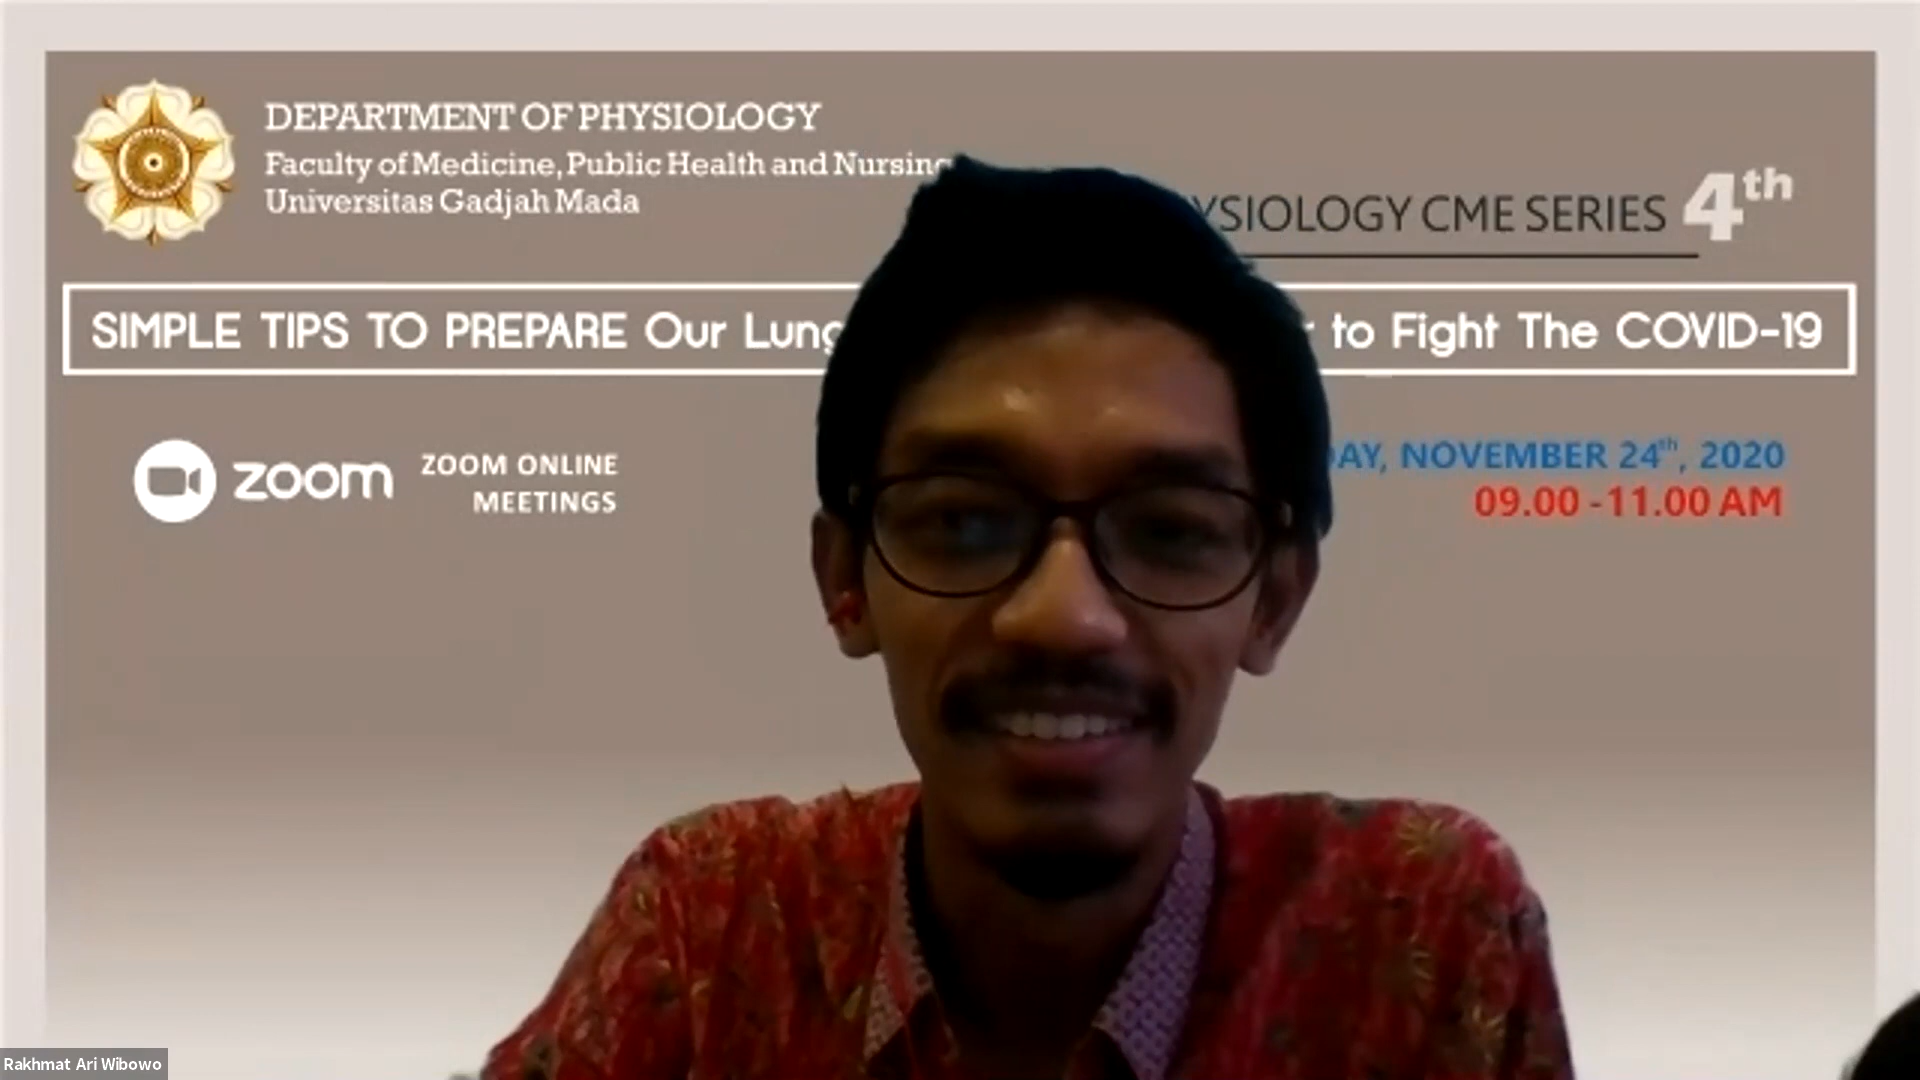 DEPARTMENT OF PHYSIOLOGY
Faculty of Medicine, Public Health and Nursing
Universitas Gadjah Mada
YSIOLOGY CME SERIES 4th
SIMPLE TIPS TO PREPARE Our Lung to Fight The COVID-19
zoom
ZOOM ONLINE
MEETINGS
DAY, NOVEMBER 24th, 2020
09.00 - 11.00 AM
Rakhmat Ari Wibowo